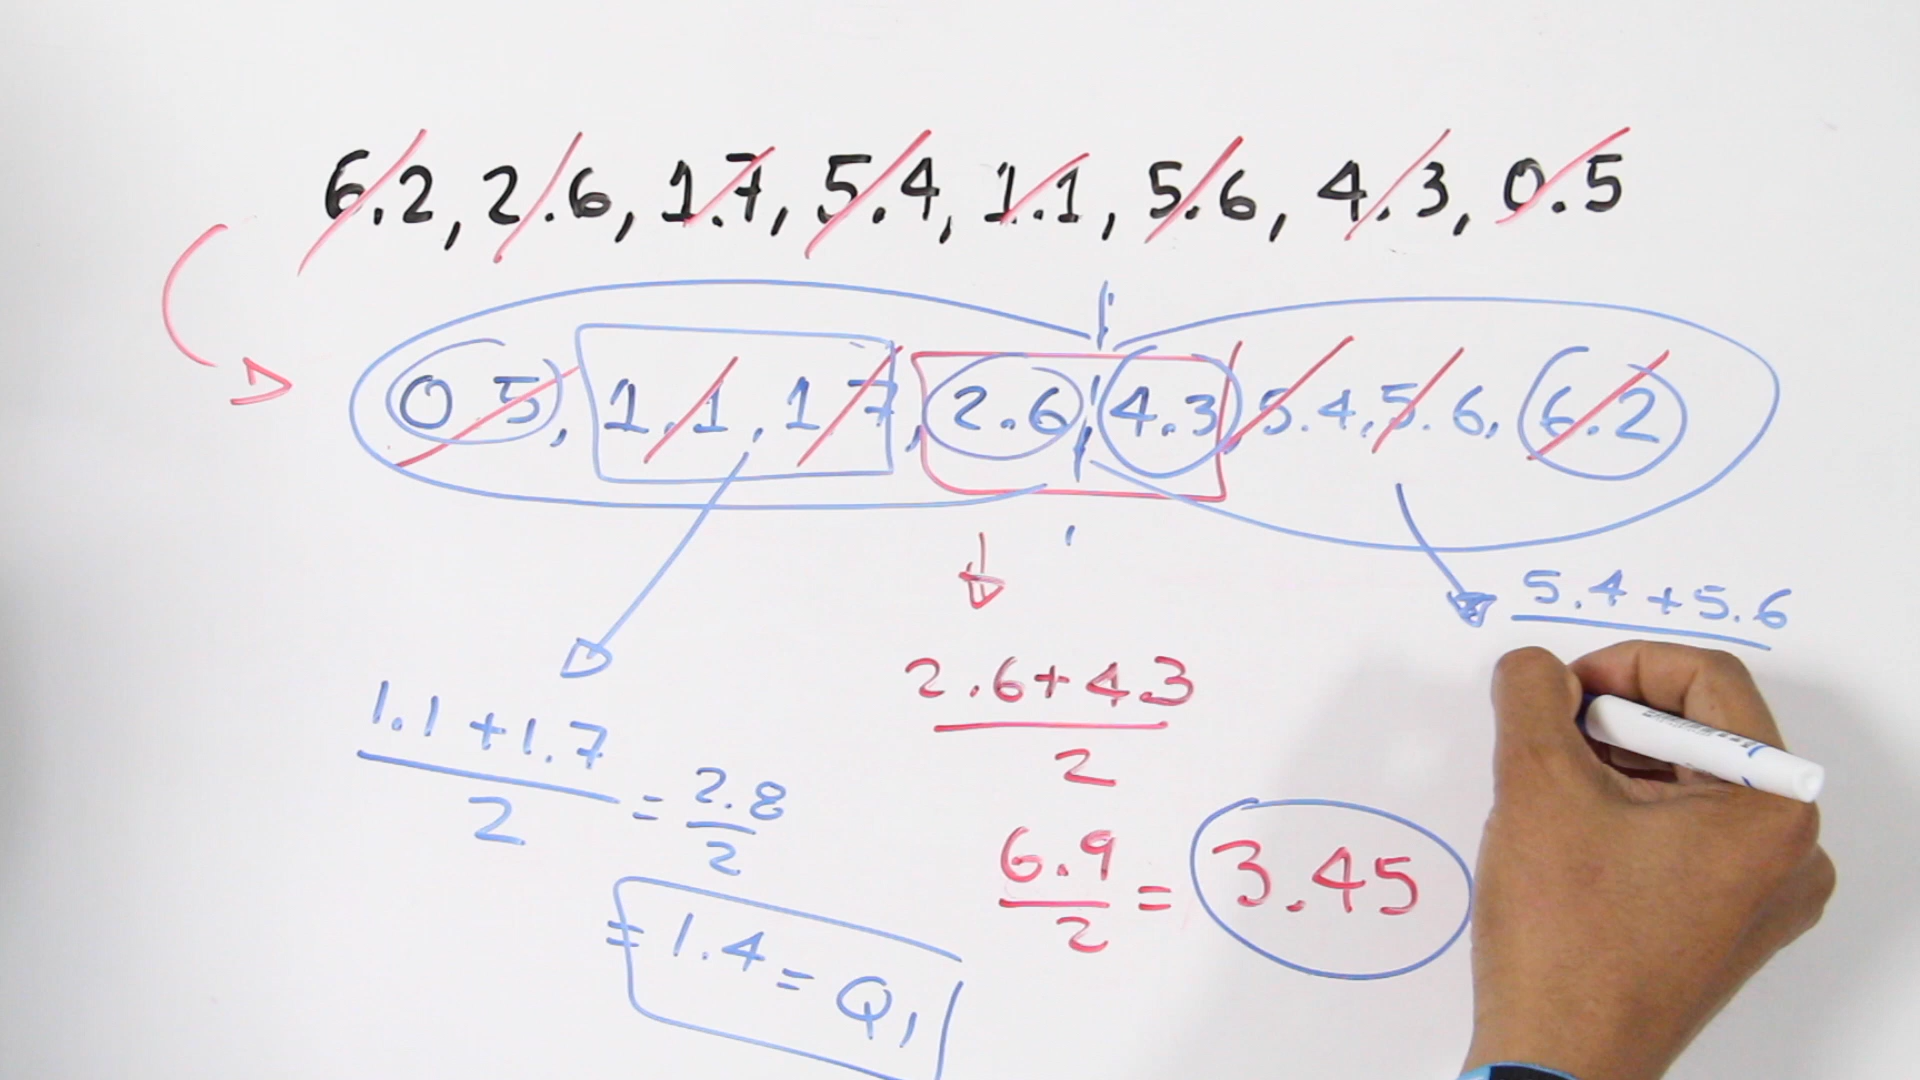 6.2, 2.6, 1.7, 5.4, 1.1, 5.6, 4.3, 0.5
0.5, 1.1, 1.7, 2.6, 4.3, 5.4, 5.6, 6.2
1.1 + 1.7
2
= 2.8
2
= 1.4 = Q1
2.6 + 4.3
2
6.9
2
= 3.45
5.4 + 5.6